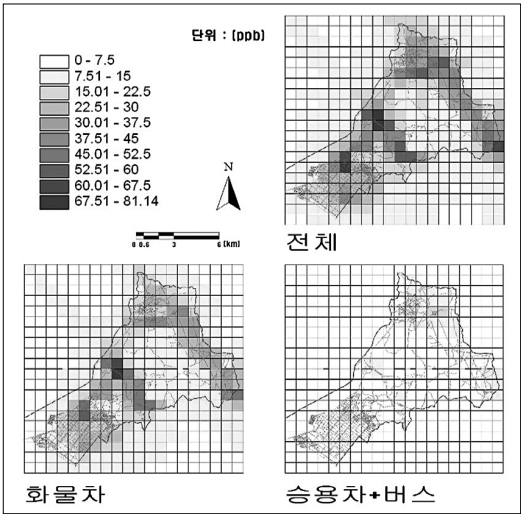 단위 : (ppb)
0 - 7.5
7.51 - 15
15.01 - 22.5
22.51 - 30
30.01 - 37.5
37.51 - 45
45.01 - 52.5
52.51 - 60
60.01 - 67.5
67.51 - 81.14
N
0 0.6 3 6 (km)
전체
화물차
승용차+버스